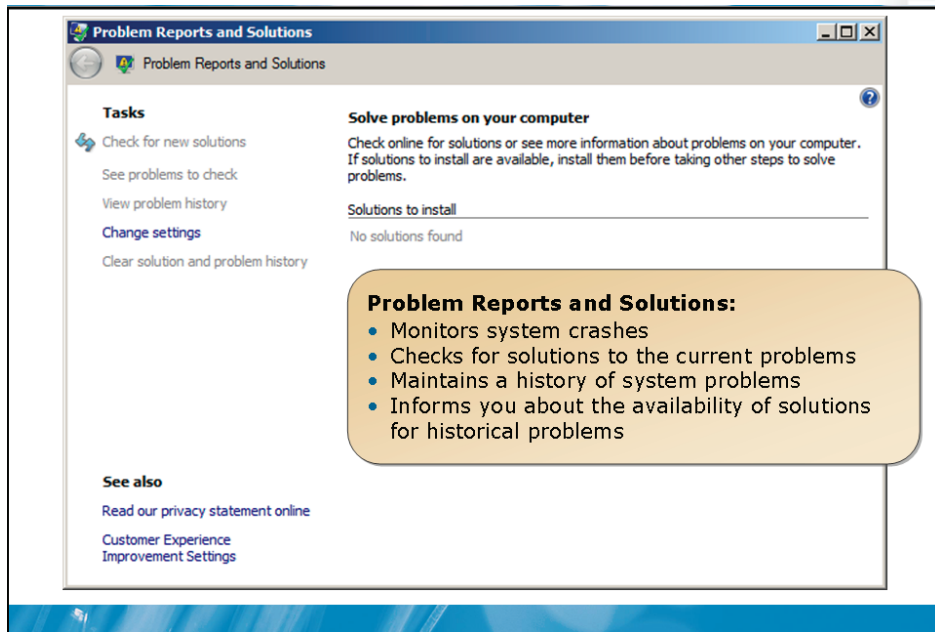 Problem Reports and Solutions
Problem Reports and Solutions
Tasks
Check for new solutions
See problems to check
View problem history
Change settings
Clear solution and problem history
Solve problems on your computer
Check online for solutions or see more information about problems on your computer.
If solutions to install are available, install them before taking other steps to solve
problems.
Solutions to install
No solutions found
Problem Reports and Solutions:
• Monitors system crashes
• Checks for solutions to the current problems
• Maintains a history of system problems
• Informs you about the availability of solutions
for historical problems
See also
Read our privacy statement online
Customer Experience
Improvement Settings